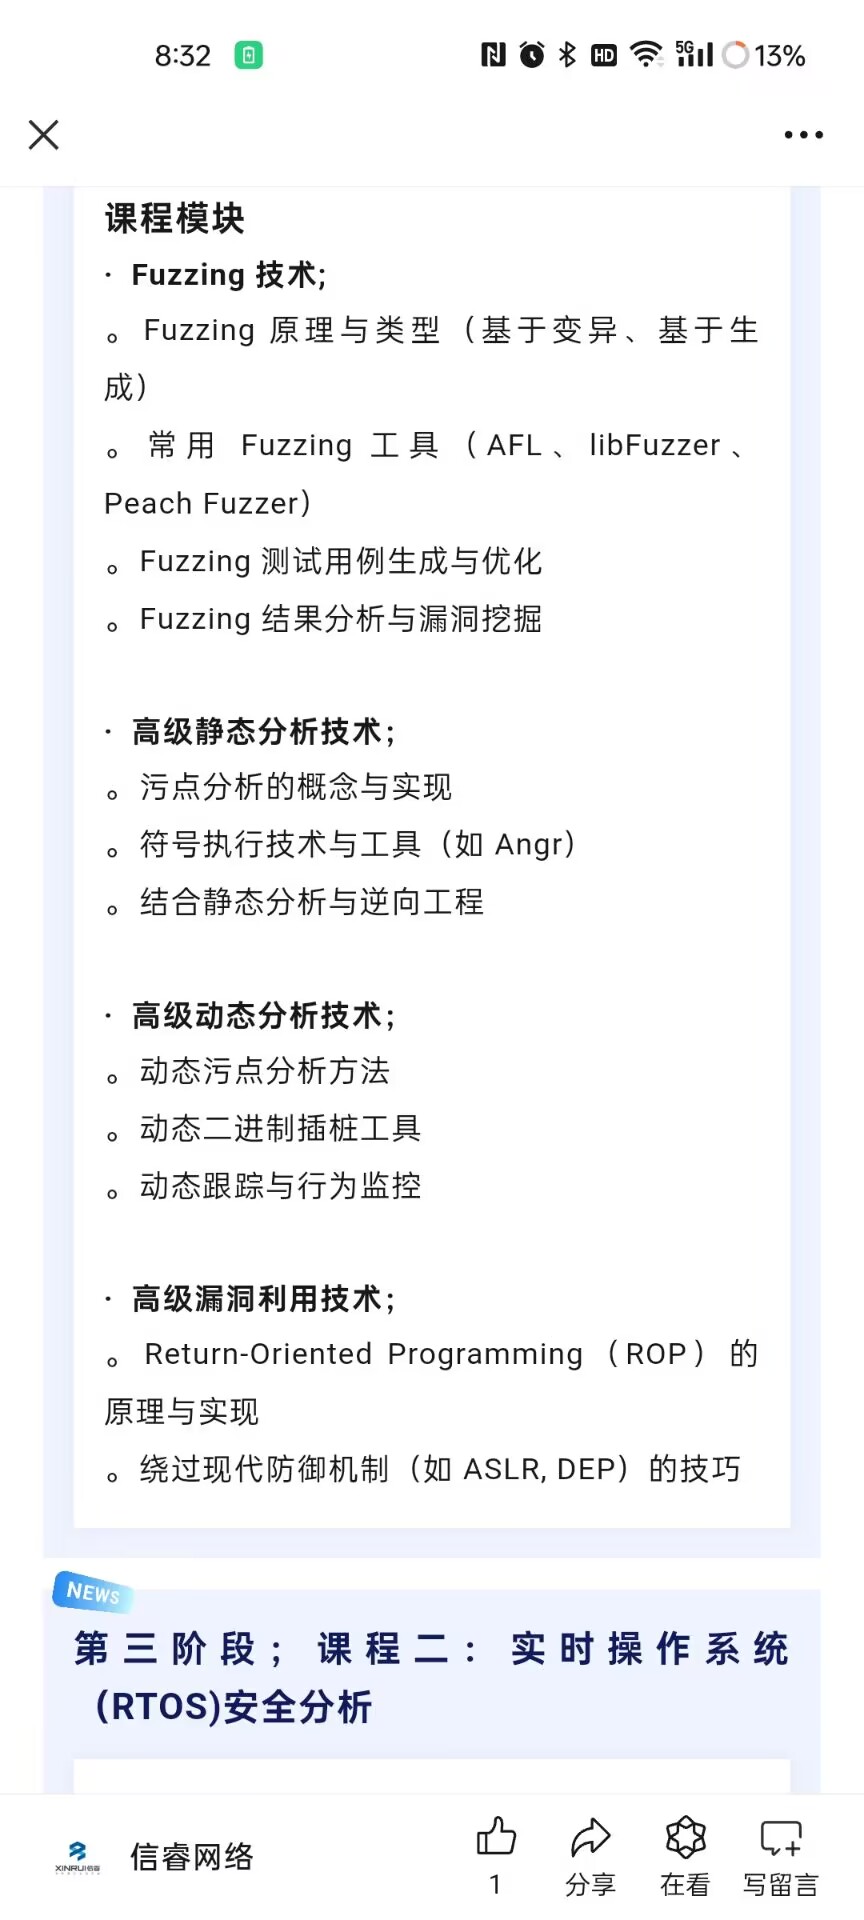 8:32
HD
5G
13%
课程模块
· Fuzzing 技术;
。Fuzzing 原理与类型（基于变异、基于生
成）
。常用 Fuzzing 工具（AFL、libFuzzer、
Peach Fuzzer）
。Fuzzing 测试用例生成与优化
。Fuzzing 结果分析与漏洞挖掘
· 高级静态分析技术;
。污点分析的概念与实现
。符号执行技术与工具（如 Angr）
。结合静态分析与逆向工程
· 高级动态分析技术;
。动态污点分析方法
。动态二进制插桩工具
。动态跟踪与行为监控
· 高级漏洞利用技术;
。Return-Oriented Programming（ROP）的
原理与实现
。绕过现代防御机制（如 ASLR, DEP）的技巧
NEWS
第三阶段；课程二：实时操作系统
(RTOS)安全分析
XINRUI信睿
信睿网络
1
分享
在看
写留言